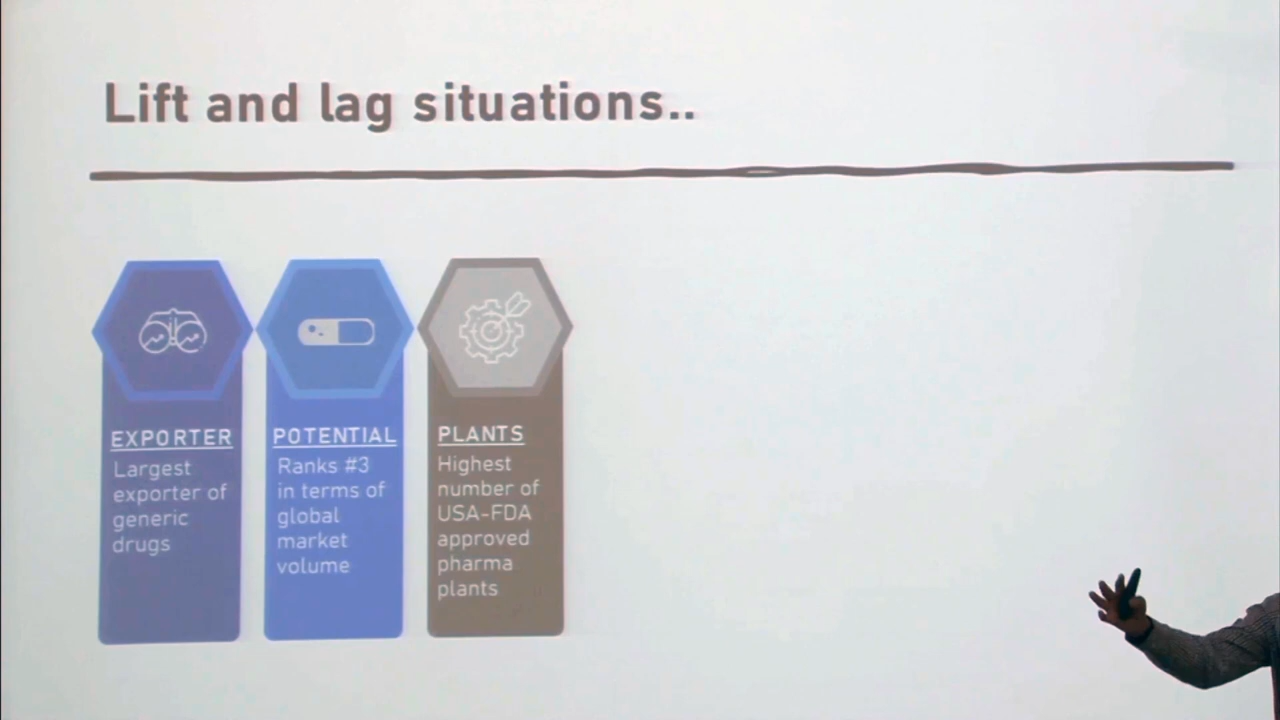 Lift and lag situations..
EXPORTER
Largest
exporter of
generic
drugs
POTENTIAL
Ranks #3
in terms of
global
market
volume
PLANTS
Highest
number of
USA-FDA
approved
pharma
plants